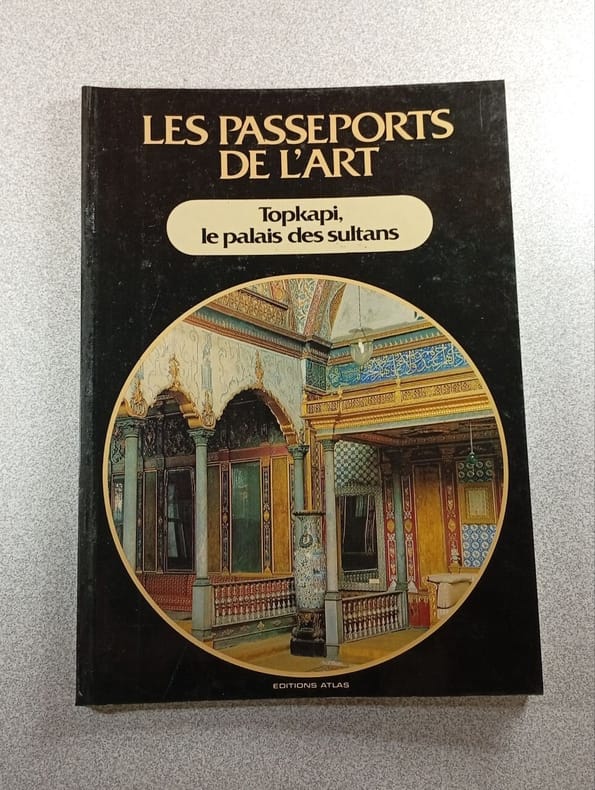 LES PASSEPORTS
DE L'ART
Topkapi,
le palais des sultans
EDITIONS ATLAS